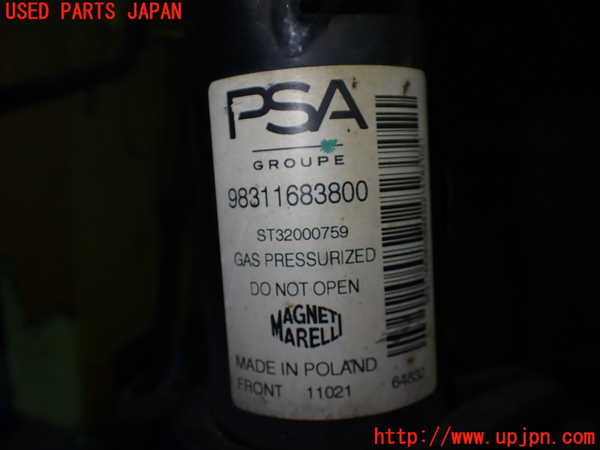 USED PARTS JAPAN
PSA
GROUPE
98311683800
ST32000759
GAS PRESSURIZED
DO NOT OPEN
MAGNETI
MARELLI
MADE IN POLAND
FRONT 11021 64832
http://www.upjpn.com